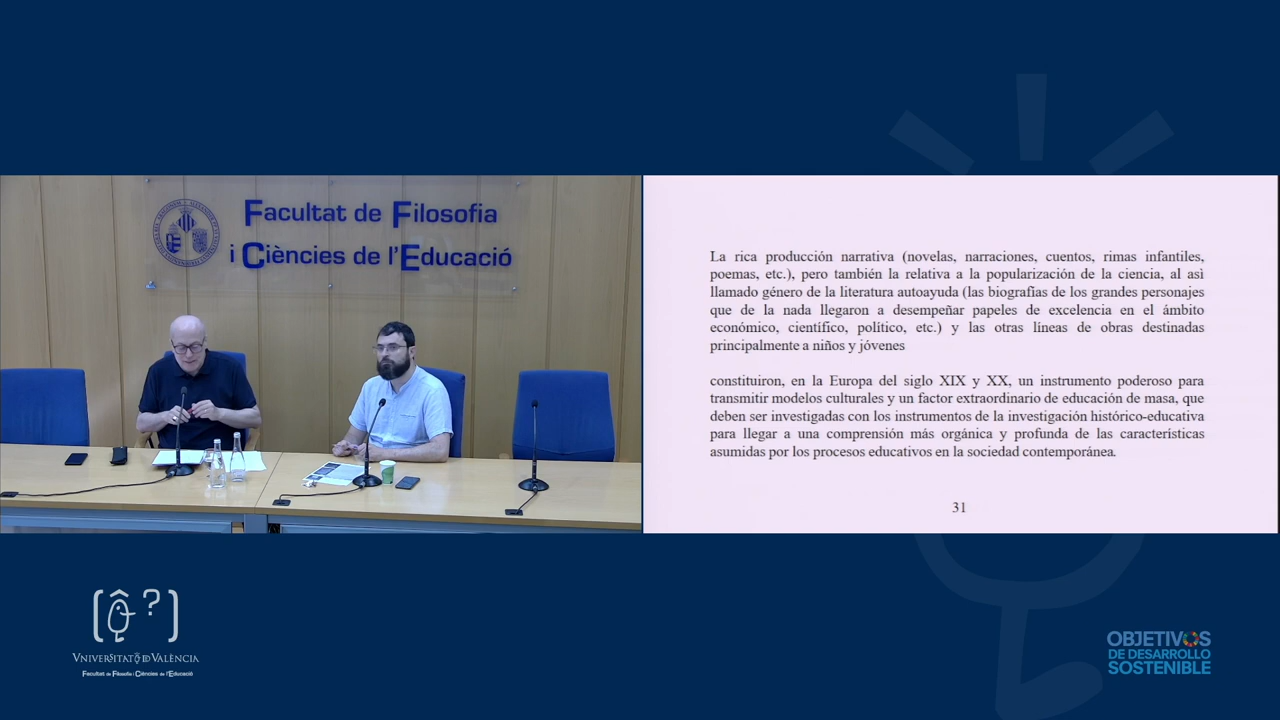 Facultat de Filosofia
i Ciències de l'Educació
La rica producción narrativa (novelas, narraciones, cuentos, rimas infantiles,
poemas, etc.), pero también la relativa a la popularización de la ciencia, al asi
llamado género de la literatura autoayuda (las biografías de los grandes personajes
que de la nada llegaron a desempeñar papeles de excelencia en el ámbito
económico, científico, político, etc.) y las otras líneas de obras destinadas
principalmente a niños y jóvenes
constituiron, en la Europa del siglo XIX y XX, un instrumento poderoso para
transmitir modelos culturales y un factor extraordinario de educación de masa, que
deben ser investigadas con los instrumentos de la investigación histórico-educativa
para llegar a una comprensión más orgánica y profunda de las características
asumidas por los procesos educativos en la sociedad contemporánea.
31
VNIVERSITAT ID VALÈNCIA
Facultat de Filosofia i Ciències de l'Educació
OBJETIVOS
DE DESARROLLO
SOSTENIBLE